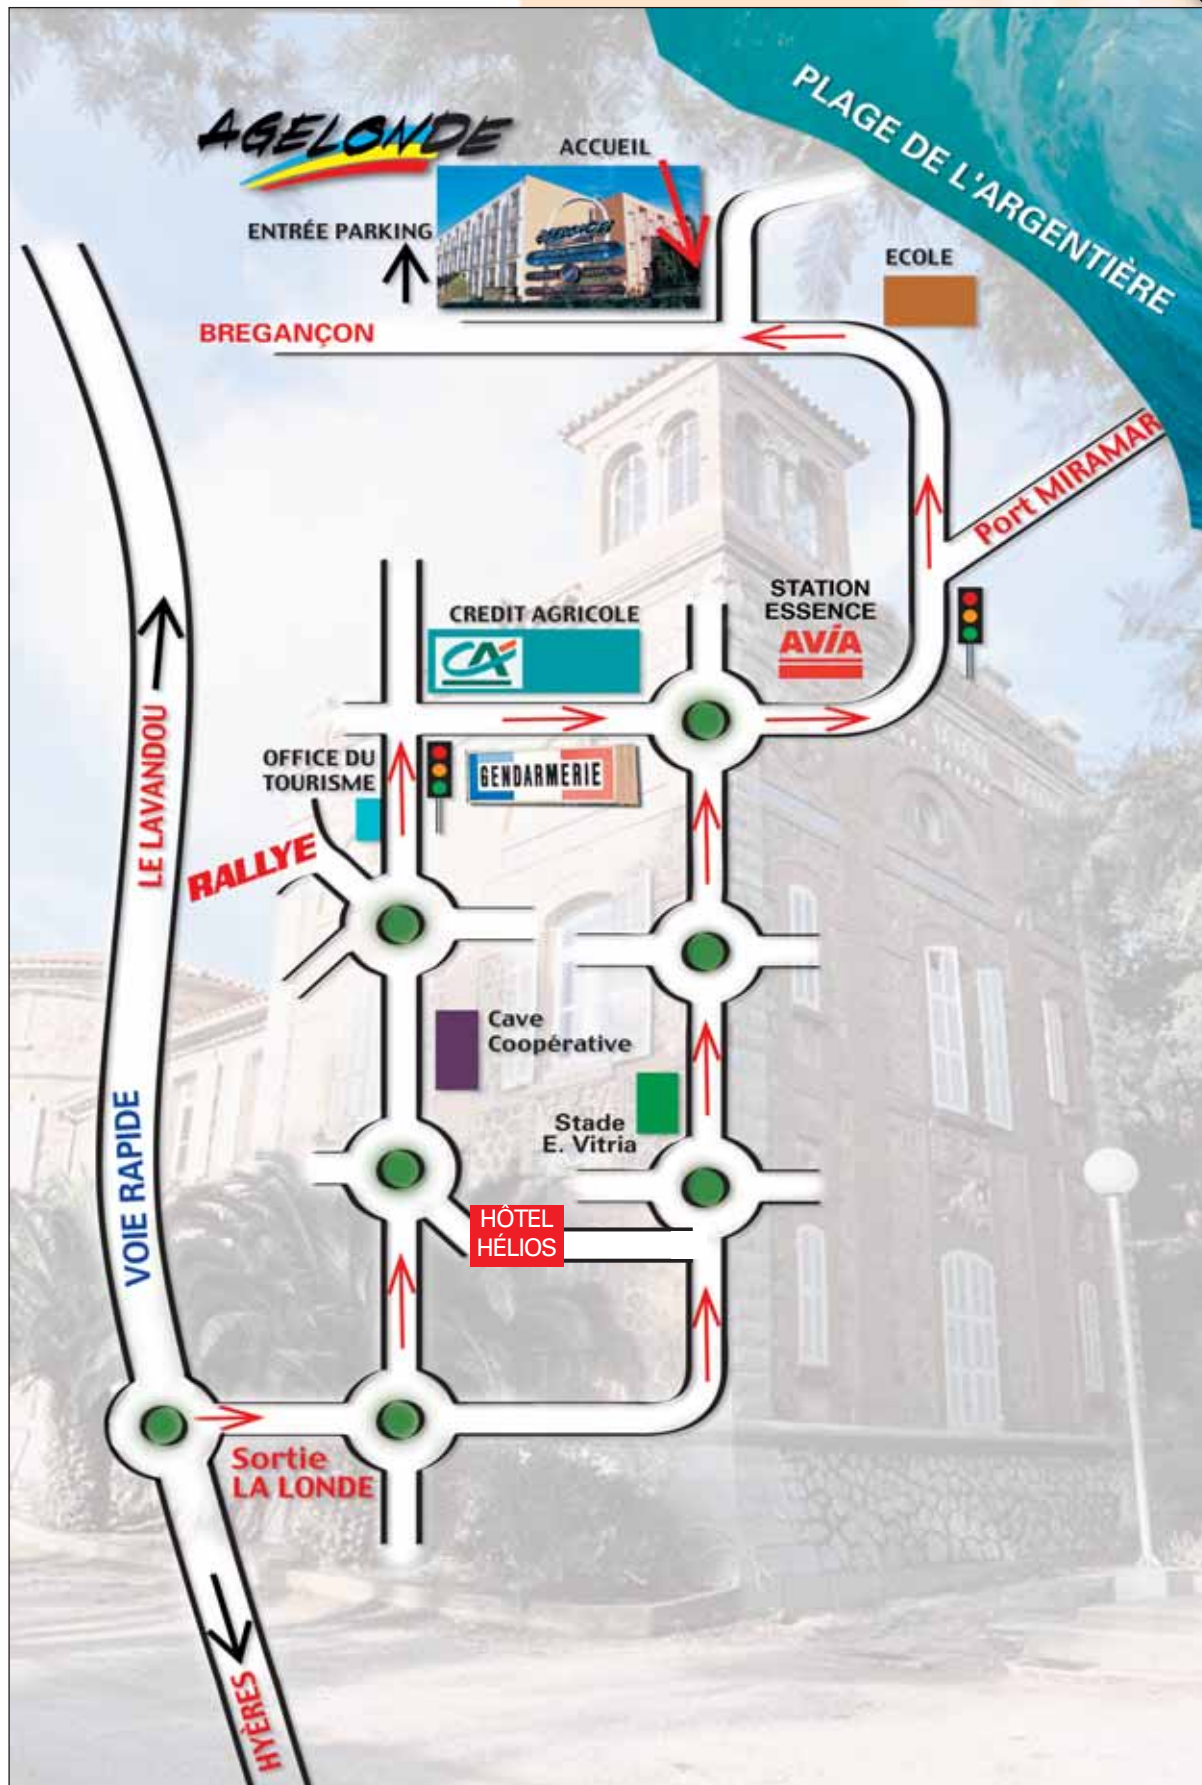 AGELONDE
ACCUEIL
PLAGE DE L'ARGENTIÈRE
ENTRÉE PARKING
ECOLE
BREGANÇON
Port MIRAMAR
STATION
ESSENCE
AVIA
CREDIT AGRICOLE
CA
OFFICE DU
TOURISME
GENDARMERIE
LE LAVANDOU
RALLYE
Cave
Coopérative
Stade
E. Vitria
VOIE RAPIDE
HÔTEL
HÉLIOS
Sortie
LA LONDE
HYÈRES